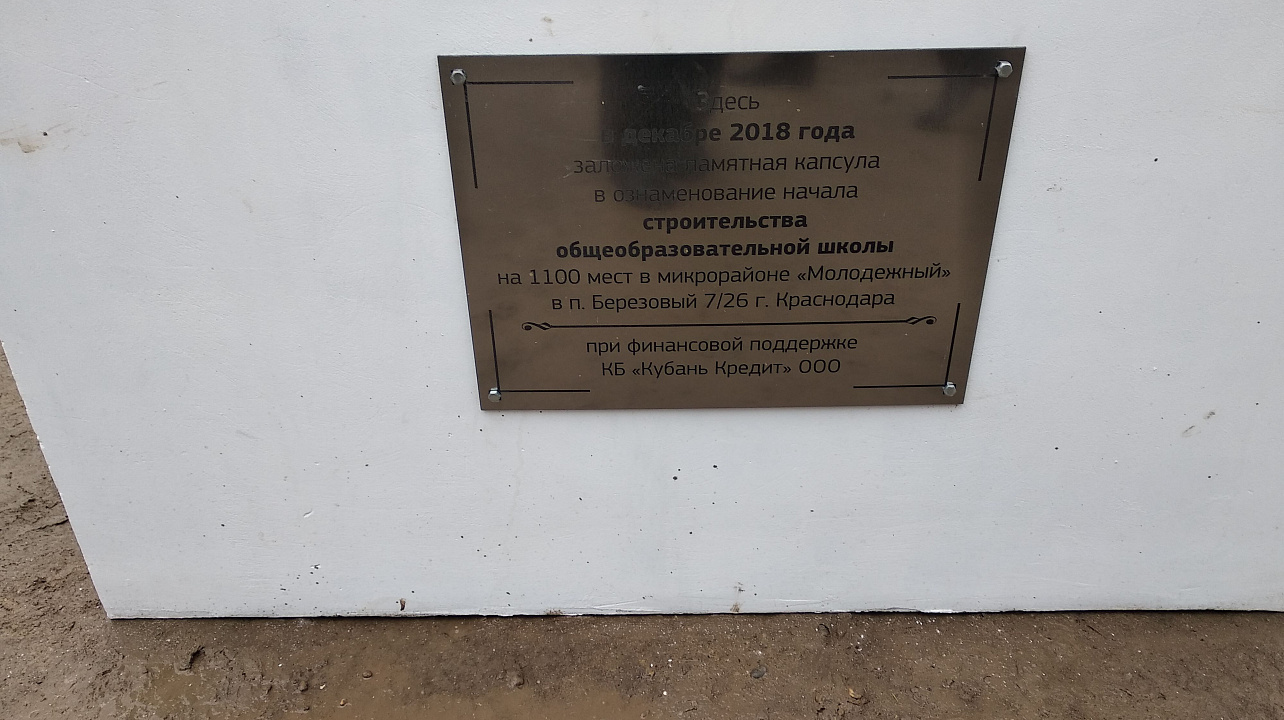 Здесь
в декабре 2018 года
заложена памятная капсула
в ознаменование начала
строительства
общеобразовательной школы
на 1100 мест в микрорайоне «Молодежный»
в п. Березовый 7/26 г. Краснодара
при финансовой поддержке
КБ «Кубань Кредит» ООО